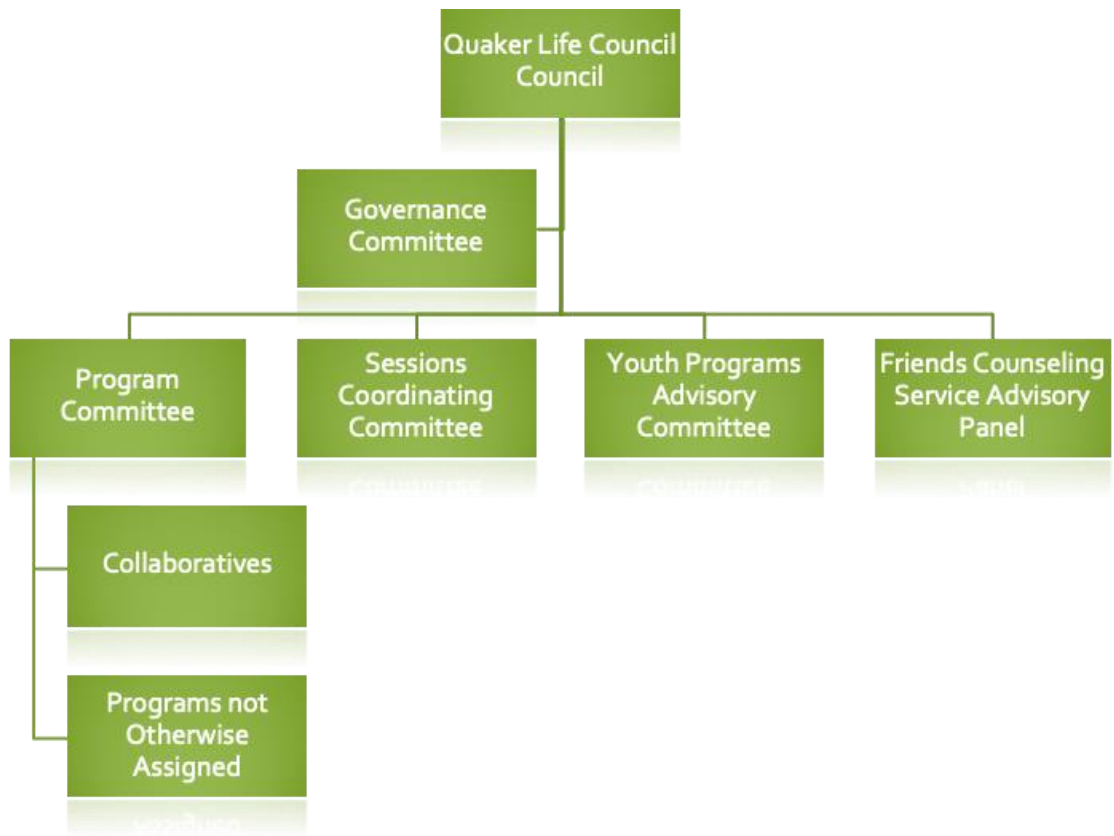 Quaker Life Council
Council
Governance
Committee
Program
Committee
Sessions
Coordinating
Committee
Youth Programs
Advisory
Committee
Friends Counseling
Service Advisory
Panel
Collaboratives
Programs not
Otherwise
Assigned